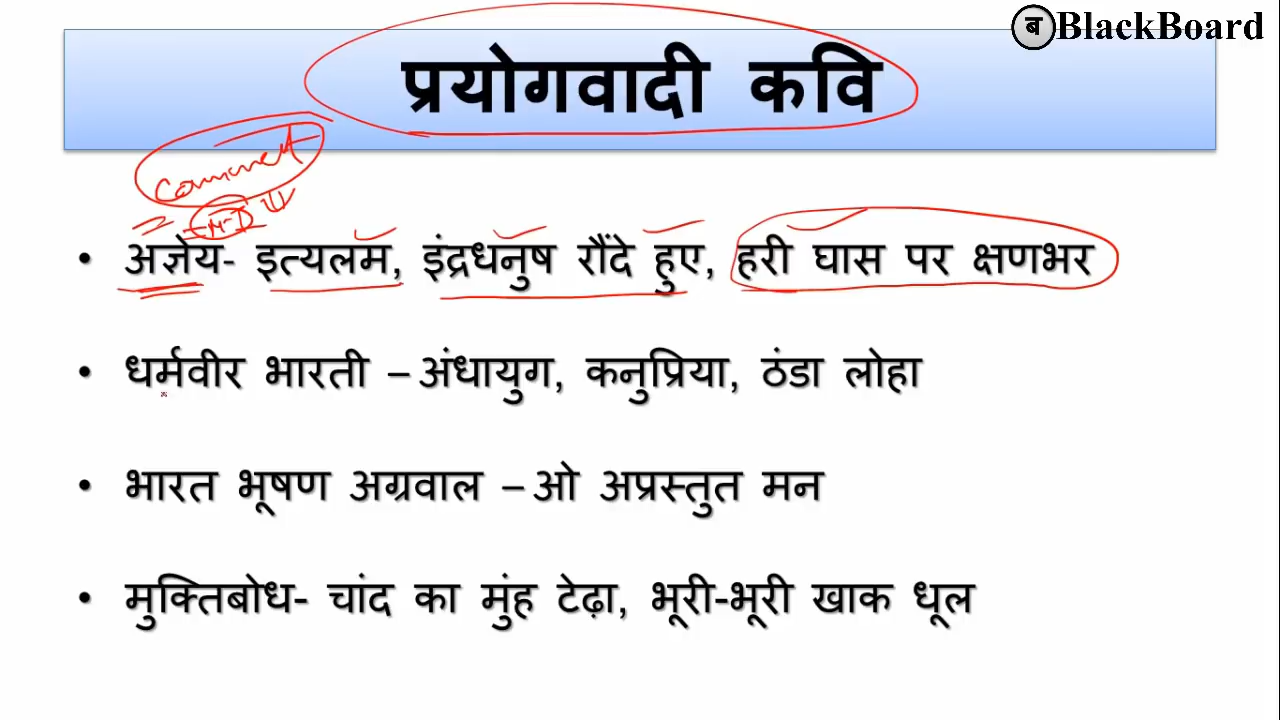 ब BlackBoard
प्रयोगवादी कवि
Comment
• अज्ञेय- इत्यलम, इंद्रधनुष रौंदे हुए, हरी घास पर क्षणभर
• धर्मवीर भारती – अंधायुग, कनुप्रिया, ठंडा लोहा
• भारत भूषण अग्रवाल – ओ अप्रस्तुत मन
• मुक्तिबोध- चांद का मुंह टेढ़ा, भूरी-भूरी खाक धूल